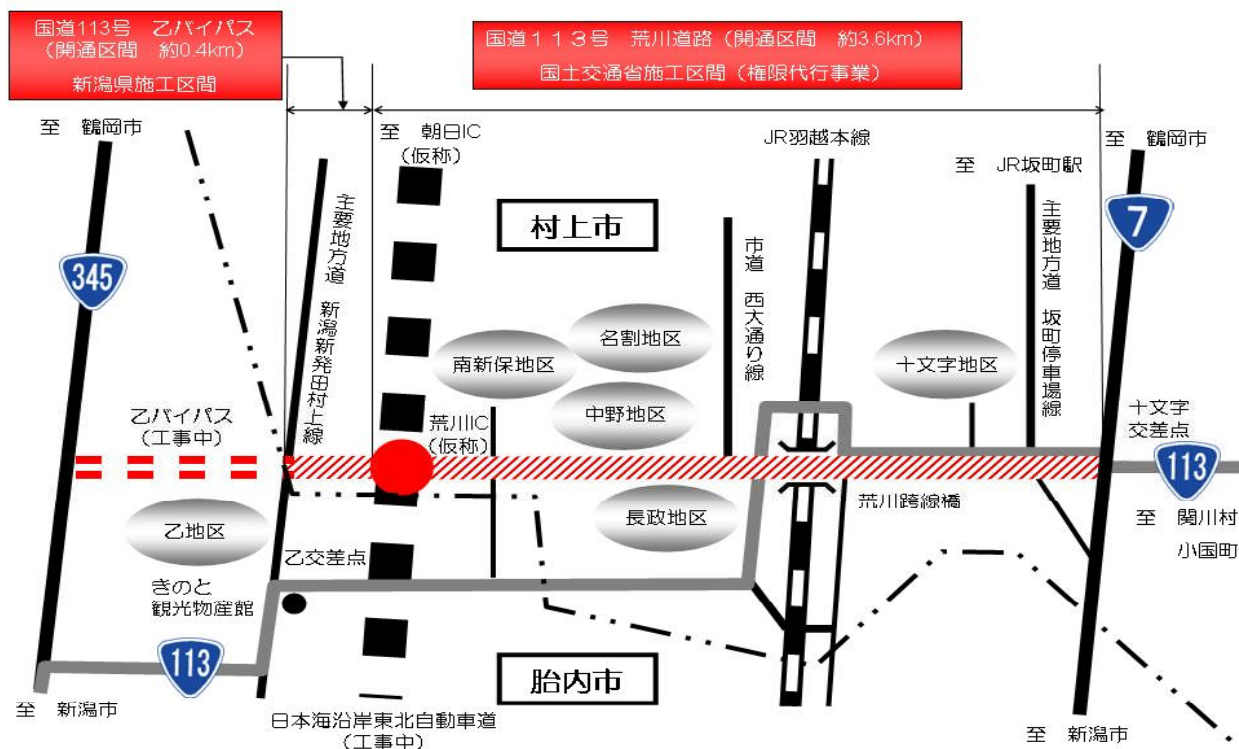 国道113号 乙バイパス
(開通区間 約0.4km)
新潟県施工区間
国道113号 荒川道路(開通区間 約3.6km)
国土交通省施工区間(権限代行事業)
至 鶴岡市
至 朝日IC
(仮称)
JR羽越本線
至 JR坂町駅
至 鶴岡市
7
345
主要地方道 新潟新発田村上線
村上市
市道 西大通り線
主要地方道 坂町停車場線
名割地区
南新保地区
十文字地区
中野地区
乙バイパス
(工事中)
荒川IC
(仮称)
十文字
交差点
113
長政地区
荒川跨線橋
乙地区
乙交差点
至 関川村
小国町
きのと
観光物産館
113
胎内市
至 新潟市
日本海沿岸東北自動車道
(工事中)
至 新潟市